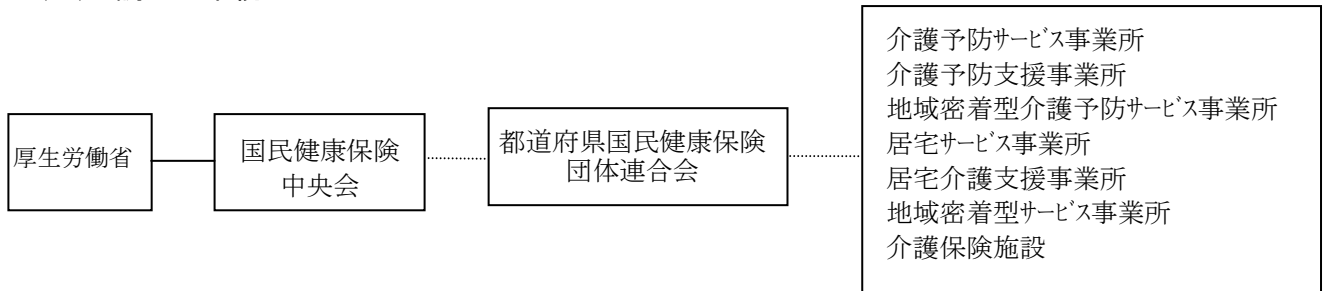 厚生労働省
国民健康保険
中央会
都道府県国民健康保険
団体連合会
介護予防ｻｰﾋﾞｽ事業所
介護予防支援事業所
地域密着型介護予防ｻｰﾋﾞｽ事業所
居宅ｻｰﾋﾞｽ事業所
居宅介護支援事業所
地域密着型ｻｰﾋﾞｽ事業所
介護保険施設